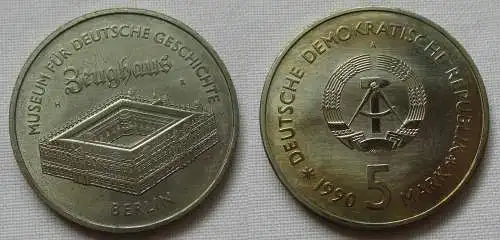 MUSEUM FÜR DEUTSCHE GESCHICHTE
Zeughaus
BERLIN
DEUTSCHE DEMOKRATISCHE REPUBLIK
A
* 1990 5 MARK *